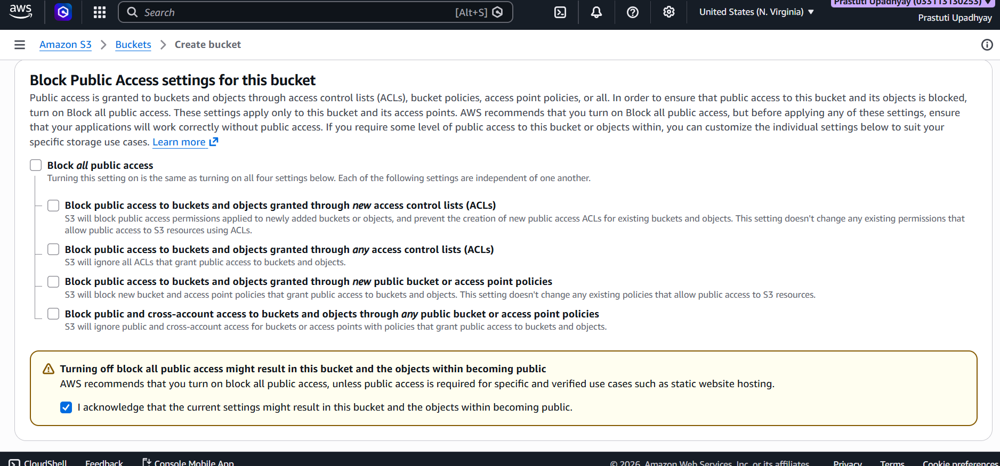 aws
Search
[Alt+S]
United States (N. Virginia)
Prastuti Upadhyay (033113130253)
Prastuti Upadhyay
Amazon S3
Buckets
Create bucket
Block Public Access settings for this bucket
Public access is granted to buckets and objects through access control lists (ACLs), bucket policies, access point policies, or all. In order to ensure that public access to this bucket and its objects is blocked,
turn on Block all public access. These settings apply only to this bucket and its access points. AWS recommends that you turn on Block all public access, but before applying any of these settings, ensure
that your applications will work correctly without public access. If you require some level of public access to this bucket or objects within, you can customize the individual settings below to suit your
specific storage use cases. Learn more
Block all public access
Turning this setting on is the same as turning on all four settings below. Each of the following settings are independent of one another.
Block public access to buckets and objects granted through new access control lists (ACLs)
S3 will block public access permissions applied to newly added buckets or objects, and prevent the creation of new public access ACLs for existing buckets and objects. This setting doesn't change any existing permissions that
allow public access to S3 resources using ACLs.
Block public access to buckets and objects granted through any access control lists (ACLs)
S3 will ignore all ACLs that grant public access to buckets and objects.
Block public access to buckets and objects granted through new public bucket or access point policies
S3 will block new bucket and access point policies that grant public access to buckets and objects. This setting doesn't change any existing policies that allow public access to S3 resources.
Block public and cross-account access to buckets and objects through any public bucket or access point policies
S3 will ignore public and cross-account access for buckets or access points with policies that grant public access to buckets and objects.
Turning off block all public access might result in this bucket and the objects within becoming public
AWS recommends that you turn on block all public access, unless public access is required for specific and verified use cases such as static website hosting.
I acknowledge that the current settings might result in this bucket and the objects within becoming public.
CloudShell
Feedback
Console Mobile App
© 2026, Amazon Web Services, Inc. or its affiliates.
Privacy
Terms
Cookie preferences